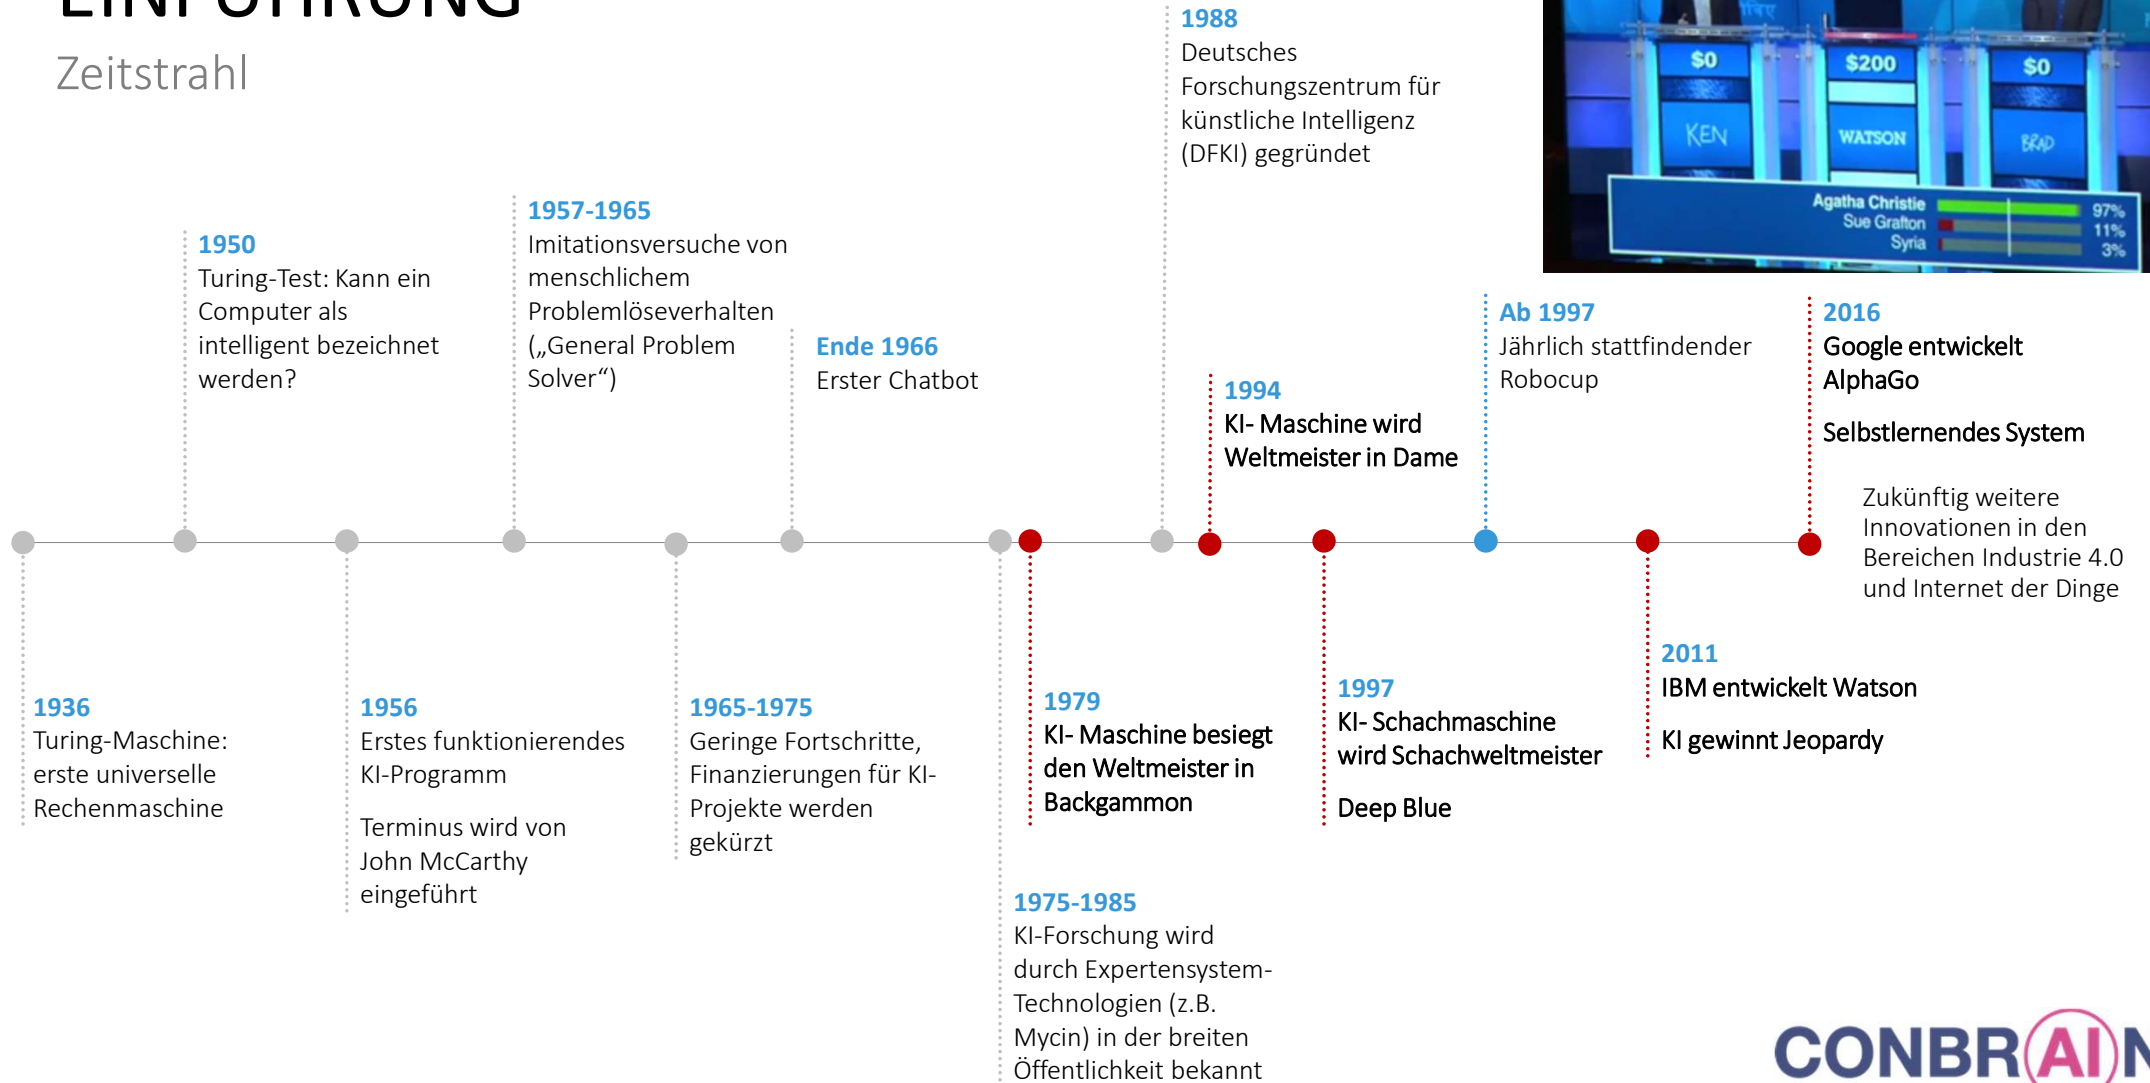 EINFÜHRUNG
Zeitstrahl
1988
Deutsches
Forschungszentrum für
künstliche Intelligenz
(DFKI) gegründet
$0
$200
$0
KEN
WATSON
BRAD
Agatha Christie 97%
Sue Grafton 11%
Syria 3%
1950
Turing-Test: Kann ein
Computer als
intelligent bezeichnet
werden?
1957-1965
Imitationsversuche von
menschlichem
Problemlöseverhalten
(„General Problem
Solver“)
Ende 1966
Erster Chatbot
1994
KI- Maschine wird
Weltmeister in Dame
Ab 1997
Jährlich stattfindender
Robocup
2016
Google entwickelt
AlphaGo
Selbstlernendes System
Zukünftig weitere
Innovationen in den
Bereichen Industrie 4.0
und Internet der Dinge
1936
Turing-Maschine:
erste universelle
Rechenmaschine
1956
Erstes funktionierendes
KI-Programm
Terminus wird von
John McCarthy
eingeführt
1965-1975
Geringe Fortschritte,
Finanzierungen für KI-
Projekte werden
gekürzt
1979
KI- Maschine besiegt
den Weltmeister in
Backgammon
1997
KI- Schachmaschine
wird Schachweltmeister
Deep Blue
2011
IBM entwickelt Watson
KI gewinnt Jeopardy
1975-1985
KI-Forschung wird
durch Expertensystem-
Technologien (z.B.
Mycin) in der breiten
Öffentlichkeit bekannt
CONBRAIN